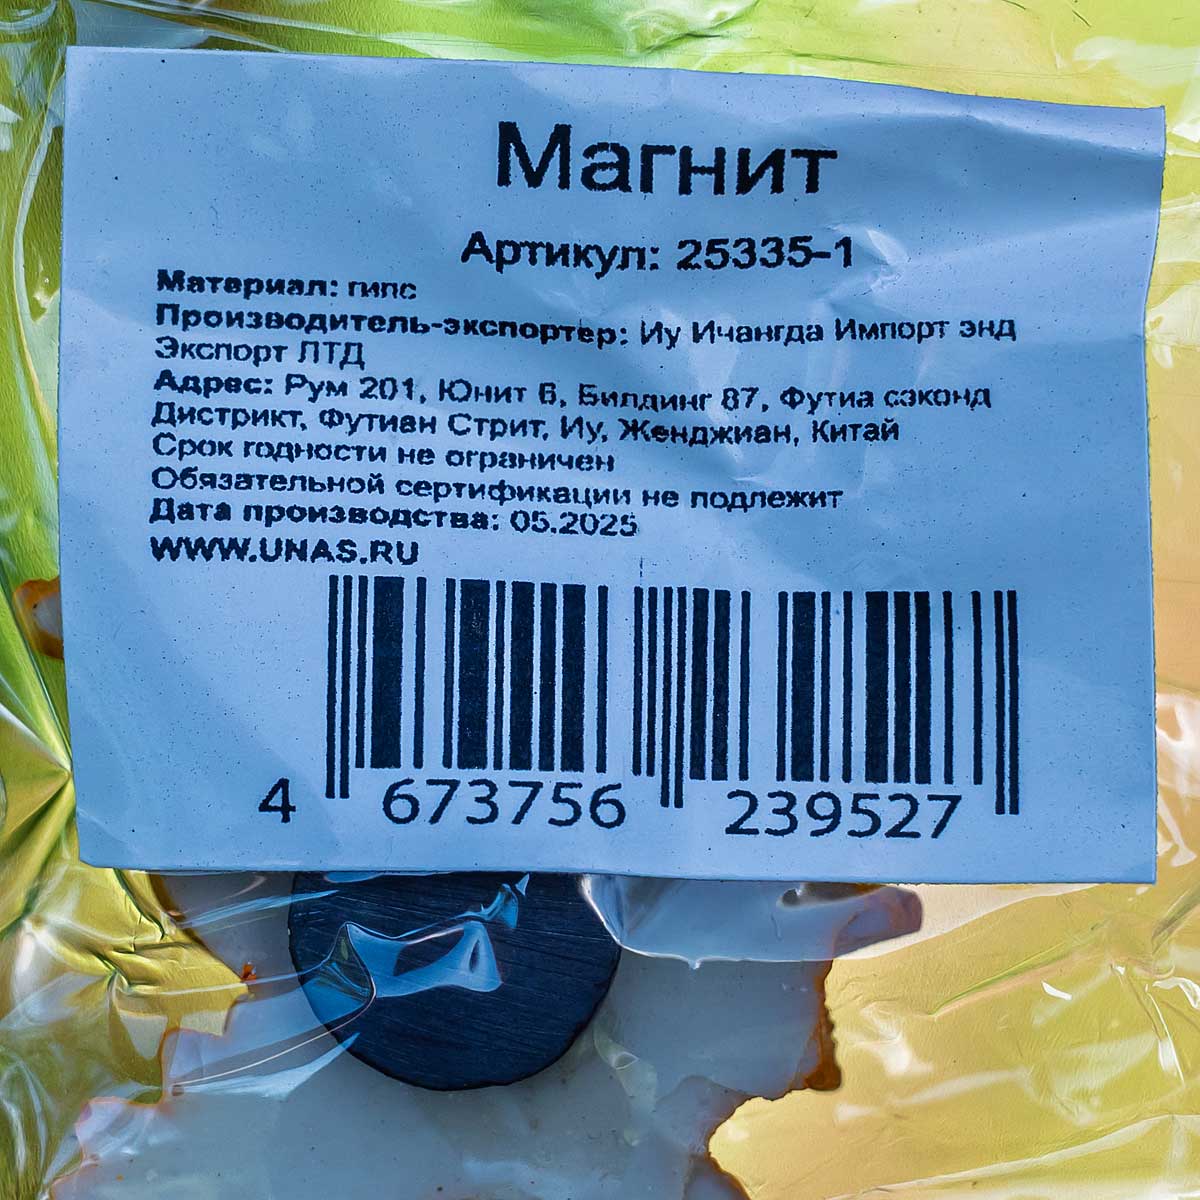 Магнит
Артикул: 25335-1
Материал: гипс
Производитель-экспортер: Иу Ичангда Импорт энд
Экспорт ЛТД
Адрес: Рум 201, Юнит Б, Билдинг 87, Футиа сэконд
Дистрикт, Футиан Стрит, Иу, Женджиан, Китай
Срок годности не ограничен
Обязательной сертификации не подлежит
Дата производства: 05.2025
WWW.UNAS.RU
4 673756 239527